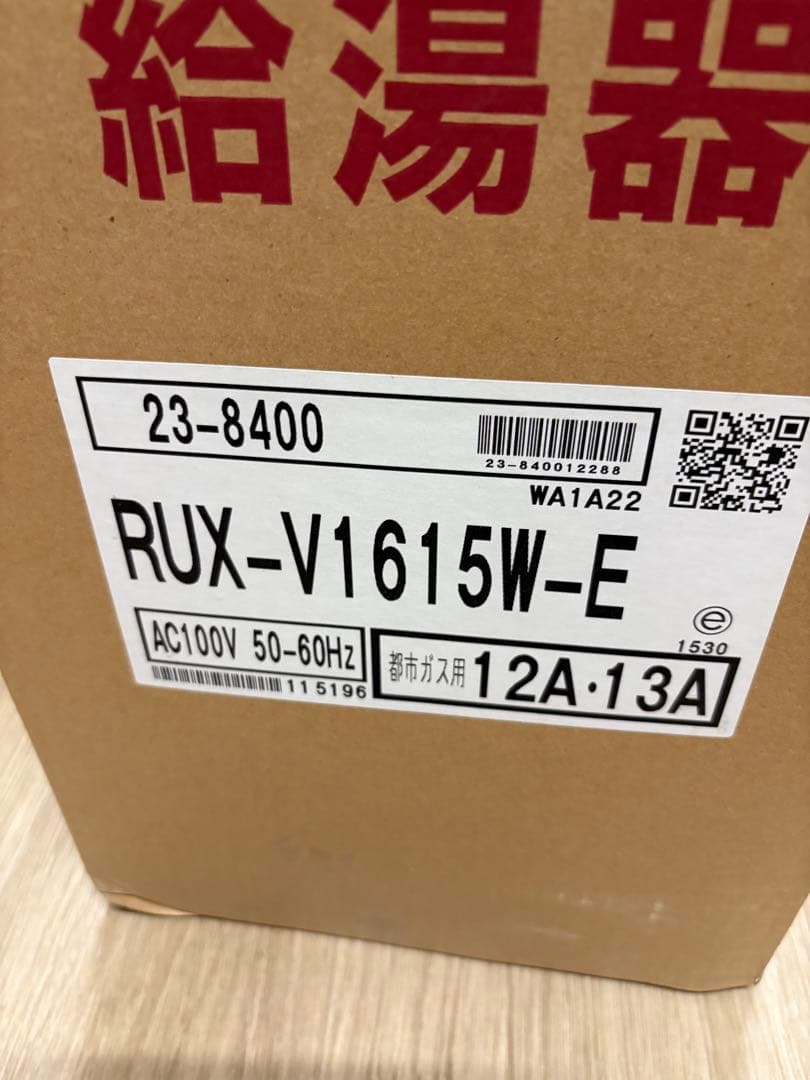 給湯器
23-8400
23-840012288
WA1A22
RUX-V1615W-E
e
1530
AC100V 50-60Hz
115196
都市ガス用 12A・13A